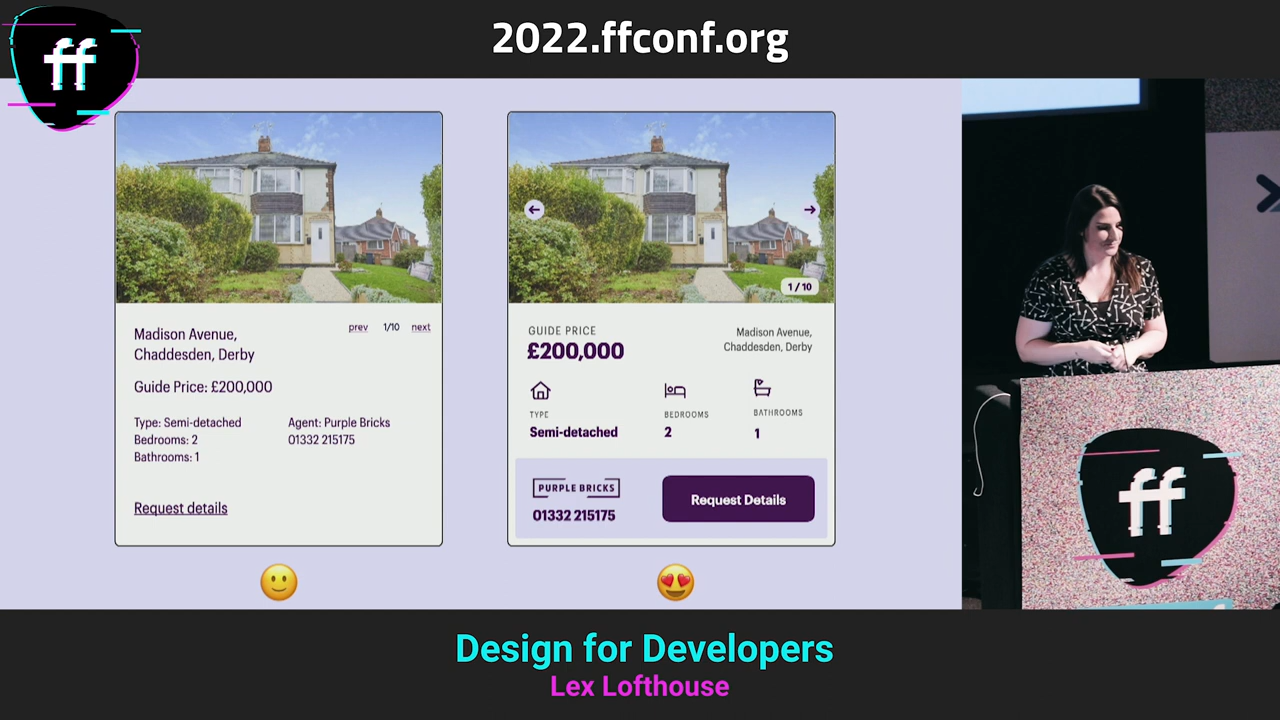 2022.ffconf.org
ff
Madison Avenue,
Chaddesden, Derby
prev 1/10 next
Guide Price: £200,000
Type: Semi-detached
Bedrooms: 2
Bathrooms: 1
Agent: Purple Bricks
01332 215175
Request details
1 / 10
GUIDE PRICE
£200,000
Madison Avenue,
Chaddesden, Derby
TYPE
Semi-detached
BEDROOMS
2
BATHROOMS
1
PURPLE BRICKS
01332 215175
Request Details
ff
Design for Developers
Lex Lofthouse